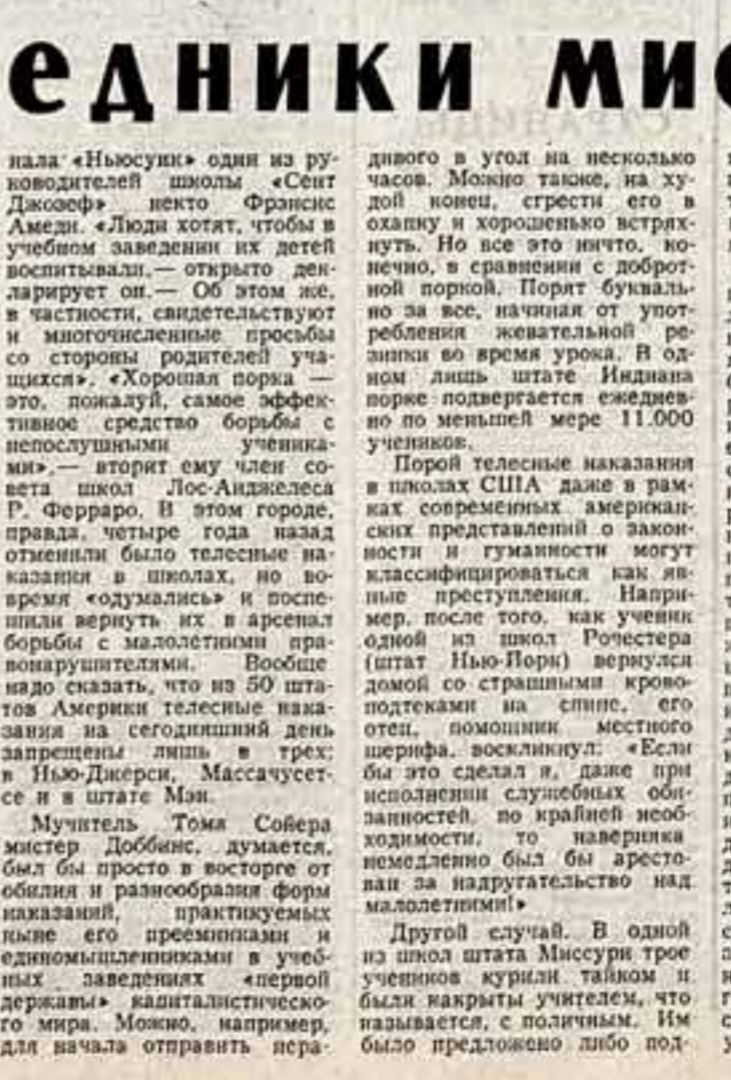 едники ми
нала «Ньюсуик» один из ру-
ководителей школы «Сент
Джозеф» некто Фрэнсис
Амеди. «Люди хотят, чтобы в
учебном заведении их детей
воспитывали,— открыто дек-
ларирует он.— Об этом же,
в частности, свидетельствуют
и многочисленные просьбы
со стороны родителей уча-
щихся». «Хорошая порка —
это, пожалуй, самое эффек-
тивное средство борьбы с
непослушными ученика-
ми»,— вторит ему член со-
вета школ Лос-Анджелеса
Р. Ферраро. В этом городе,
правда, четыре года назад
отменили было телесные на-
казания в школах, но во-
время «одумались» и поспе-
шили вернуть их в арсенал
борьбы с малолетними пра-
вонарушителями. Вообще
надо сказать, что из 50 шта-
тов Америки телесные нака-
зания на сегодняшний день
запрещены лишь в трех:
в Нью-Джерси, Массачусет-
се и в штате Мэн.
Мучитель Тома Сойера
мистер Доббинс, думается,
был бы просто в восторге от
обилия и разнообразия форм
наказаний, практикуемых
ныне его преемниками и
единомышленниками в учеб-
ных заведениях «первой
державы» капиталистическо-
го мира. Можно, например,
для начала отправить нера-
дивого в угол на несколько
часов. Можно также, на ху-
дой конец, сгрести его в
охапку и хорошенько встрях-
нуть. Но все это ничто, ко-
нечно, в сравнении с доброт-
ной поркой. Порят букваль-
но за все, начиная от упот-
ребления жевательной ре-
зинки во время урока. В од-
ном лишь штате Индиана
порке подвергается ежеднев-
но по меньшей мере 11.000
учеников.
Порой телесные наказания
в школах США даже в рам-
ках современных американ-
ских представлений о закон-
ности и гуманности могут
классифицироваться как яв-
ные преступления. Напри-
мер, после того, как ученик
одной из школ Рочестера
(штат Нью-Йорк) вернулся
домой со страшными крово-
подтеками на спине, его
отец, помощник местного
шерифа, воскликнул: «Если
бы это сделал я, даже при
исполнении служебных обя-
занностей, по крайней необ-
ходимости, то наверняка
немедленно был бы аресто-
ван за надругательство над
малолетними!»
Другой случай. В одной
из школ штата Миссури трое
учеников курили тайком и
были накрыты учителем, что
называется, с поличным. Им
было предложено либо под-